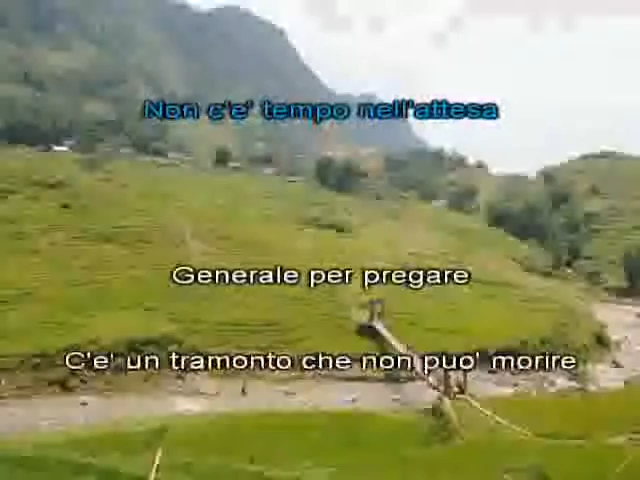 Non c'e' tempo nell'attesa
Generale per pregare
C'e' un tramonto che non puo' morire